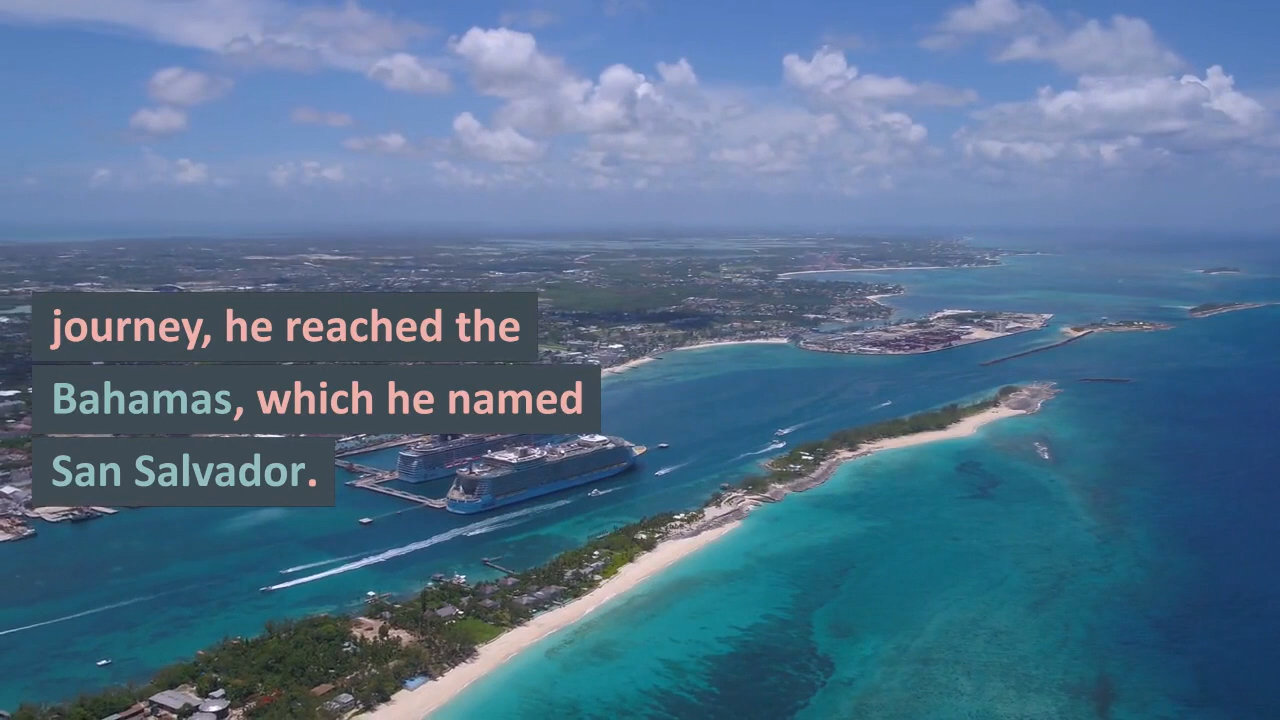 journey, he reached the
Bahamas, which he named
San Salvador.